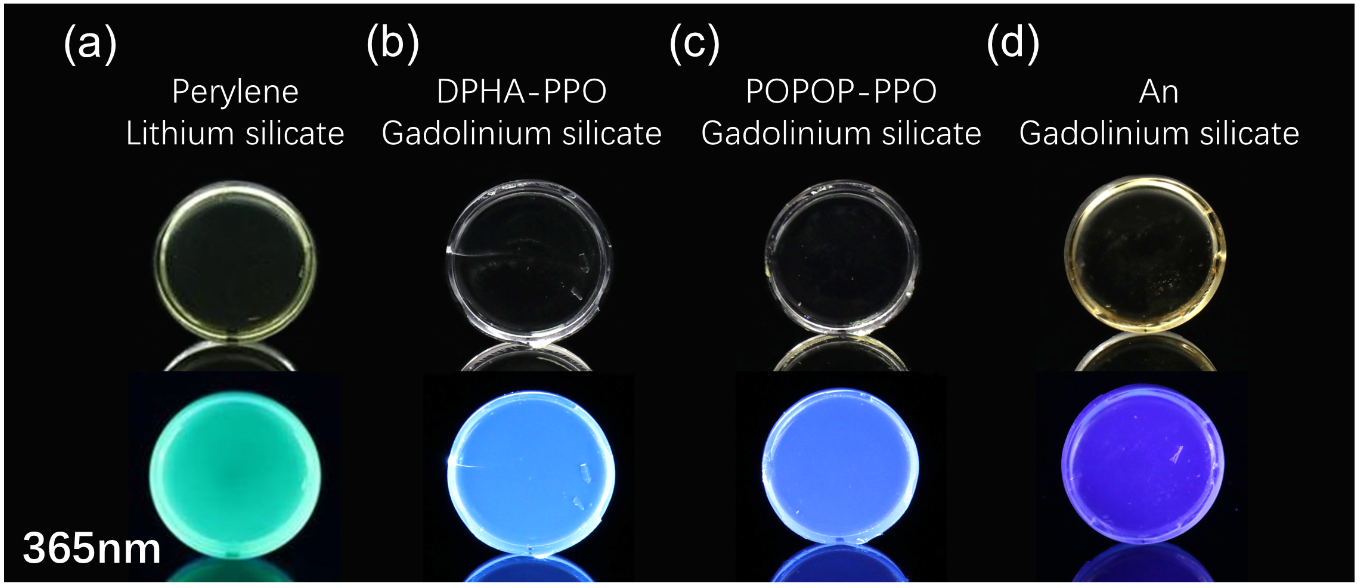 (a)
Perylene
Lithium silicate
(b)
DPHA-PPO
Gadolinium silicate
(c)
POPOP-PPO
Gadolinium silicate
(d)
An
Gadolinium silicate
365nm